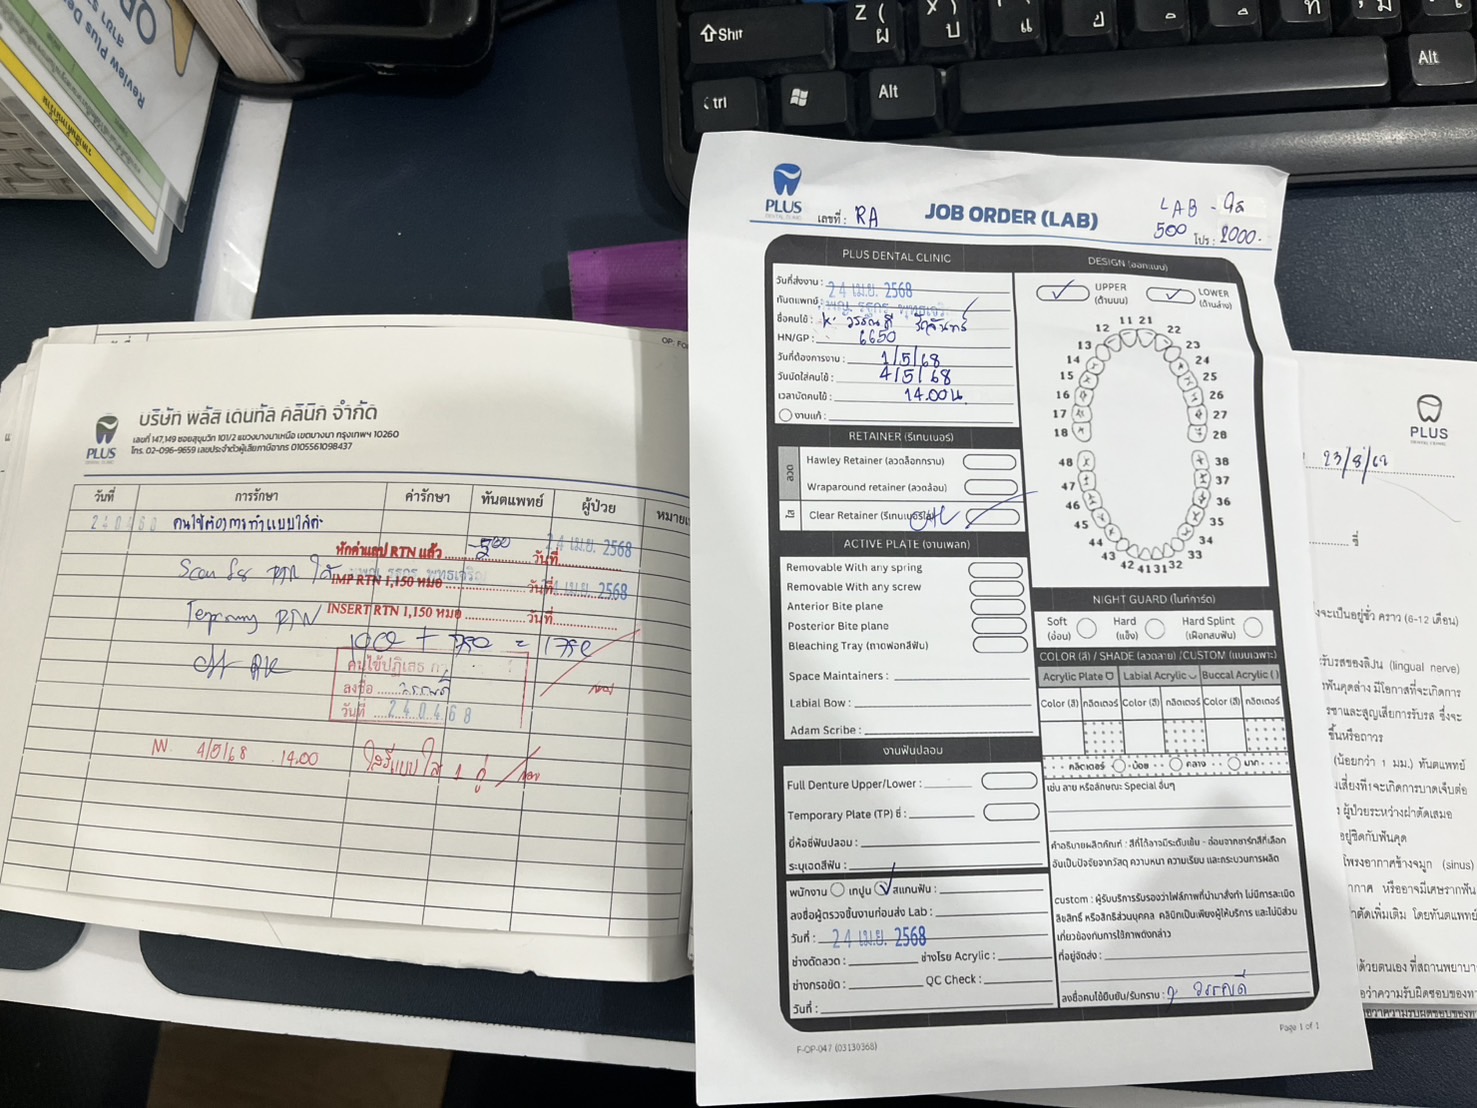 Shit
Z ( ผ
Ctrl
Alt
Alt
Review Plus De
บริษัท พลัส เดนทัล คลินิก จำกัด
เลขที่ 147,149 ซอยสุขุมวิท 101/2 แขวงบางนาเหนือ เขตบางนา กรุงเทพฯ 10260
โทร. 02-096-9659 เลขประจำตัวผู้เสียภาษีอากร 0105561098437
PLUS
DENTAL CLINIC
วันที่ การรักษา ค่ารักษา ทันตแพทย์ ผู้ป่วย หมายเ
24 04 68 คนไข้ต้องการทำแบบใสค่ะ
หักค่าแลป RTN แล้ว -500 วันที่ 24 เม.ย. 2568
Scan ส่ง RTN ใส
IMP RTN 1,150 หมอ วันที่ เม.ย. 2568
INSERT RTN 1,150 หมอ วันที่
Temporary RTN
1000 + 750 = 1750
คนไข้ปฏิเสธ
ลงชื่อ วรรณดี
วันที่ 24 04 68
NV. 4/5/68 14.00 ใส่รีแบบใส 1 คู่
PLUS
DENTAL CLINIC
เลขที่ : RA
JOB ORDER (LAB)
LAB - ใส
500 โปร : 2000.-
PLUS DENTAL CLINIC
วันที่ส่งงาน : 24 เม.ย. 2568
ทันตแพทย์ :
ชื่อคนไข้ : K. วรรณดี
HN/GP : 6650
วันที่ต้องการงาน : 1/5/68
วันนัดใส่คนไข้ : 4/5/68
เวลานัดคนไข้ : 14.00น.
งานแก้ :
RETAINER (รีเทนเนอร์)
ลวด
Hawley Retainer (ลวดล็อกกราม)
Wraparound retainer (ลวดล้อม)
ใส
Clear Retainer (รีเทนเนอร์ใส)
ACTIVE PLATE (งานเพลท)
Removable With any spring
Removable With any screw
Anterior Bite plane
Posterior Bite plane
Bleaching Tray (ถาดฟอกสีฟัน)
Space Maintainers :
Labial Bow :
Adam Scribe :
งานฟันปลอม
Full Denture Upper/Lower :
Temporary Plate (TP) ซี่ :
ยี่ห้อซี่ฟันปลอม :
ระบุเฉดสีฟัน :
พนักงาน เทปูน สแกนฟัน :
ลงชื่อผู้ตรวจชิ้นงานก่อนส่ง Lab :
วันที่ : 24 เม.ย. 2568
ช่างดัดลวด : ช่างโรย Acrylic :
ช่างกรอขัด : QC Check :
วันที่ :
DESIGN (ออกแบบ)
UPPER (ด้านบน)
LOWER (ด้านล่าง)
11 21
12 22
13 23
14 24
15 25
16 26
17 27
18 28
48 38
47 37
46 36
45 35
44 34
43 33
42 41 31 32
NIGHT GUARD (ไนท์การ์ด)
Soft (อ่อน) Hard (แข็ง) Hard Splint (เฝือกสบฟัน)
COLOR (สี) / SHADE (ลวดลาย) /CUSTOM (แบบเฉพาะ)
Acrylic Plate Labial Acrylic Buccal Acrylic ( )
Color (สี) กลิตเตอร์ Color (สี) กลิตเตอร์ Color (สี) กลิตเตอร์
กลิตเตอร์ น้อย กลาง มาก
เช่น ลาย หรือลักษณะ Special อื่นๆ
คำอธิบายผลิตภัณฑ์ : สีที่ได้อาจมีระดับเข้ม - อ่อนจากชาร์ทสีที่เลือก
อันเป็นปัจจัยจากวัสดุ ความหนา ความเรียบ และกระบวนการผลิต
custom : ผู้รับบริการรับรองว่าไฟล์ภาพที่นำมาสั่งทำ ไม่มีการละเมิด
ลิขสิทธิ์ หรือสิทธิส่วนบุคคล คลินิกเป็นเพียงผู้ให้บริการ และไม่มีส่วน
เกี่ยวข้องกับการใช้ภาพดังกล่าว
ที่อยู่จัดส่ง :
ลงชื่อคนไข้ยืนยัน/รับทราบ : วรรณดี
F-OP-047 (03130368)
Page 1 of 1
PLUS
DENTAL CLINIC
23/8/62
ซี่
จะเป็นอยู่ชั่ว คราว (6-12 เดือน)
รับรสของลิ้น (lingual nerve)
ฟันคุดล่าง มีโอกาสที่จะเกิดการ
ชาและสูญเสียการรับรส ซึ่งจะ
ขึ้นหรือถาวร
(น้อยกว่า 1 มม.) ทันตแพทย์
เสี่ยงที่จะเกิดการบาดเจ็บต่อ
ผู้ป่วยระหว่างผ่าตัดเสมอ
อยู่ชิดกับฟันคุด
โพรงอากาศข้างจมูก (sinus)
ากาศ หรืออาจมีเศษรากฟัน
่าตัดเพิ่มเติม โดยทันตแพทย์
ด้วยตนเอง ที่สถานพยาบา
อว่าความรับผิดชอบของทา